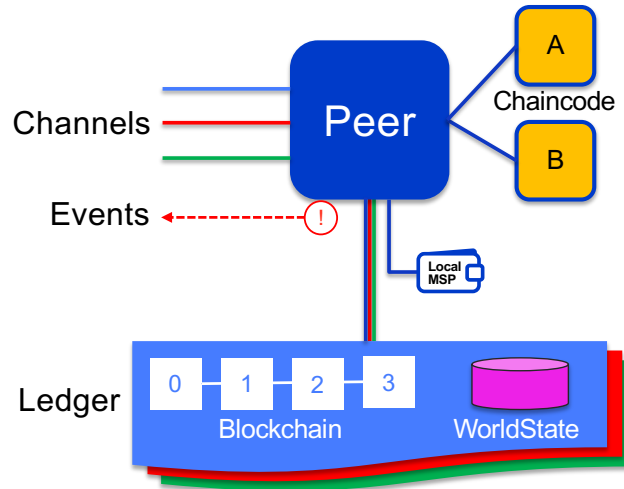 A
Chaincode
B
Peer
Channels
Events
!
Local
MSP
Ledger
0
1
2
3
Blockchain
WorldState